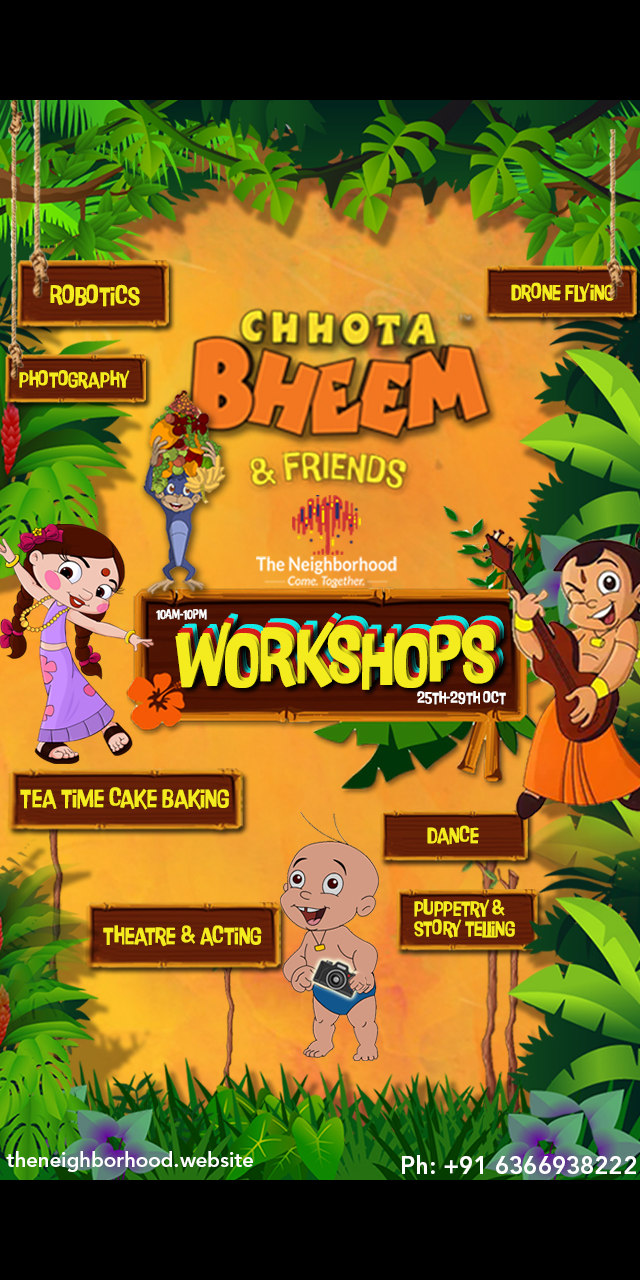 ROBOTICS
DRONE FLYING
PHOTOGRAPHY
CHHOTA
BHEEM
& FRIENDS
The Neighborhood
Come. Together.
10AM-10PM
WORKSHOPS
25TH-29TH OCT
TEA TIME CAKE BAKING
DANCE
THEATRE & ACTING
PUPPETRY &
STORY TELLING
theneighborhood.website
Ph: +91 6366938222